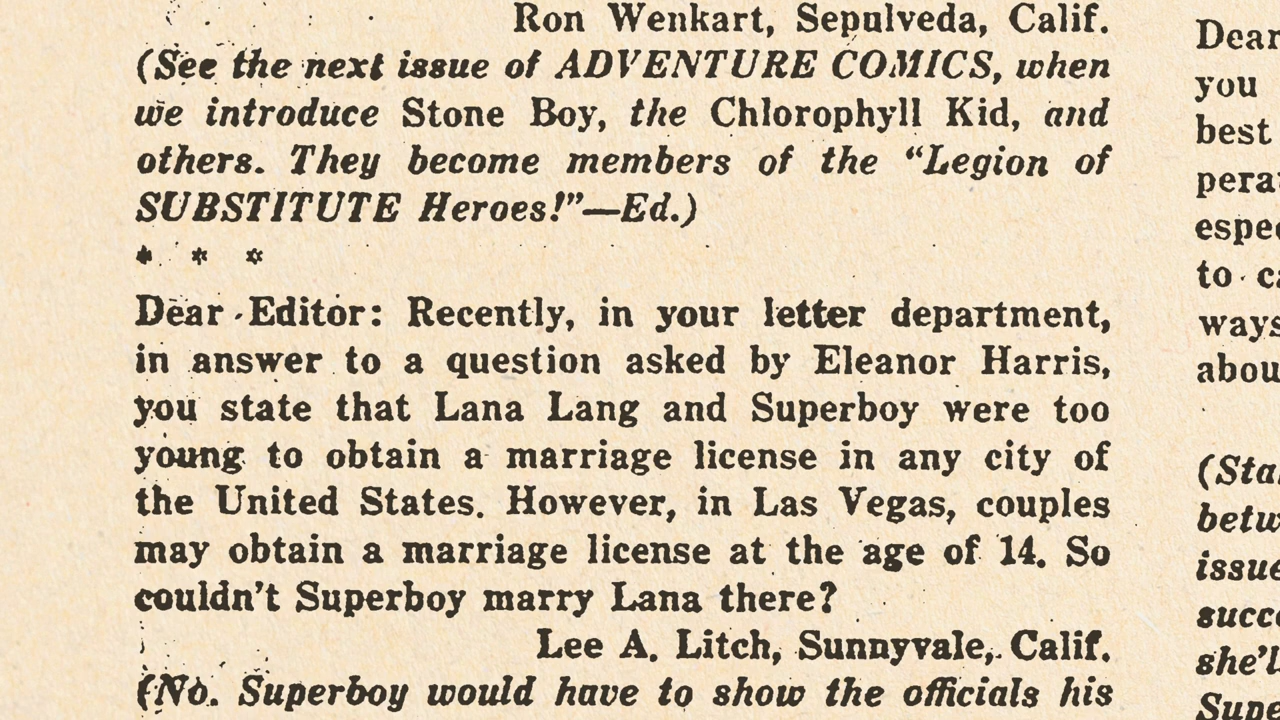 Ron Wenkart, Sepulveda, Calif.
(See the next issue of ADVENTURE COMICS, when
we introduce Stone Boy, the Chlorophyll Kid, and
others. They become members of the “Legion of
SUBSTITUTE Heroes!”—Ed.)
* * *
Dear Editor: Recently, in your letter department,
in answer to a question asked by Eleanor Harris,
you state that Lana Lang and Superboy were too
young to obtain a marriage license in any city of
the United States. However, in Las Vegas, couples
may obtain a marriage license at the age of 14. So
couldn't Superboy marry Lana there?
Lee A. Litch, Sunnyvale, Calif.
(No. Superboy would have to show the officials his
Dear
you
best
espec
to
ways
issue
she'l